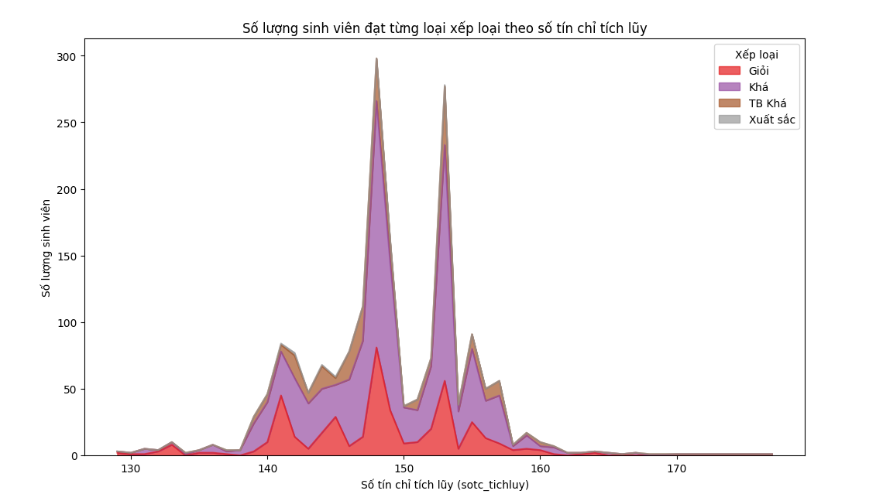 Số lượng sinh viên đạt từng loại xếp loại theo số tín chỉ tích lũy
Xếp loại
Giỏi
Khá
TB Khá
Xuất sắc
Số lượng sinh viên
300
250
200
150
100
50
0
130
140
150
160
170
Số tín chỉ tích lũy (sotc_tichluy)